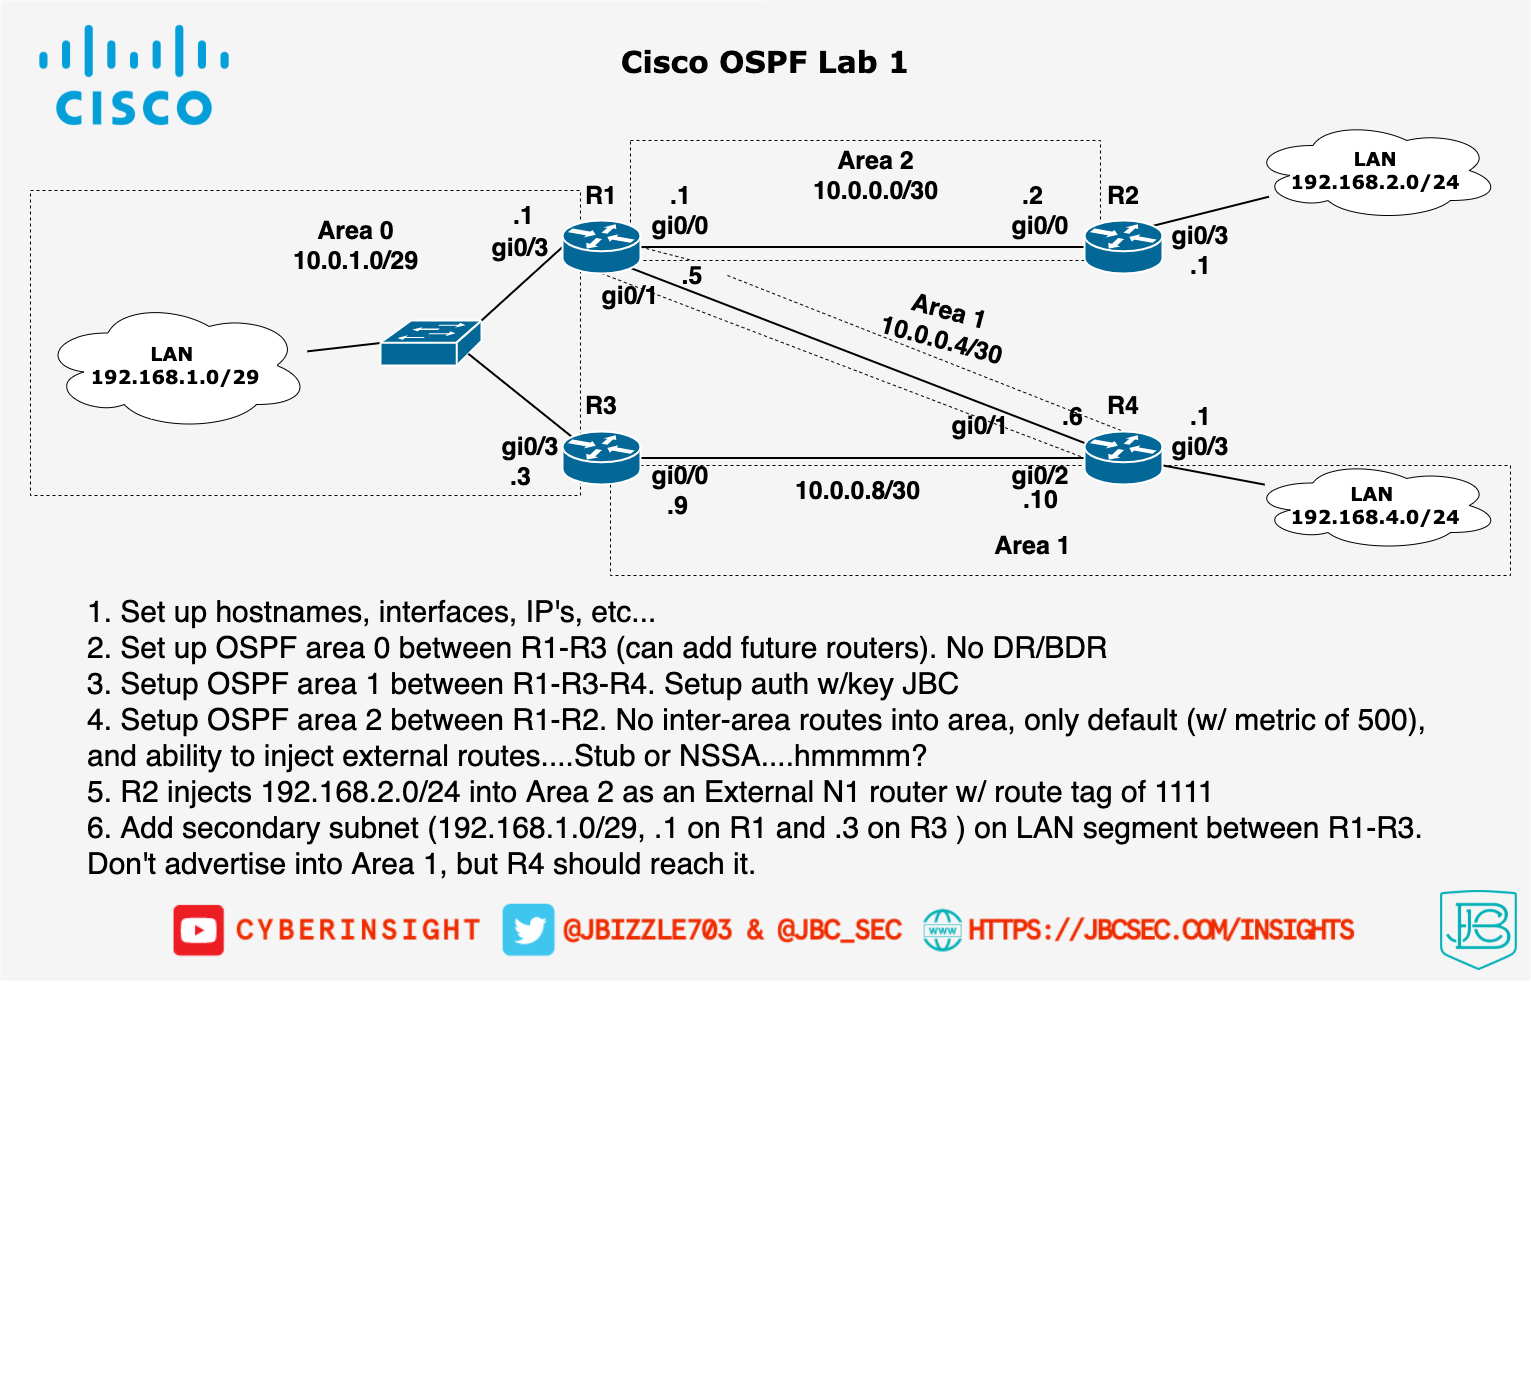 CISCO
Cisco OSPF Lab 1
Area 2
10.0.0.0/30
LAN
192.168.2.0/24
R1
.1
gi0/0
.2
gi0/0
R2
gi0/3
.1
.1
gi0/3
Area 0
10.0.1.0/29
.5
gi0/1
Area 1
10.0.0.4/30
LAN
192.168.1.0/29
R3
gi0/3
.3
gi0/0
.9
10.0.0.8/30
gi0/1
.6
R4
.1
gi0/3
gi0/2
.10
LAN
192.168.4.0/24
Area 1
1. Set up hostnames, interfaces, IP's, etc...
2. Set up OSPF area 0 between R1-R3 (can add future routers). No DR/BDR
3. Setup OSPF area 1 between R1-R3-R4. Setup auth w/key JBC
4. Setup OSPF area 2 between R1-R2. No inter-area routes into area, only default (w/ metric of 500),
and ability to inject external routes....Stub or NSSA....hmmmm?
5. R2 injects 192.168.2.0/24 into Area 2 as an External N1 router w/ route tag of 1111
6. Add secondary subnet (192.168.1.0/29, .1 on R1 and .3 on R3 ) on LAN segment between R1-R3.
Don't advertise into Area 1, but R4 should reach it.
CYBERINSIGHT
@JBIZZLE703 & @JBC_SEC
www
HTTPS://JBCSEC.COM/INSIGHTS
JBC